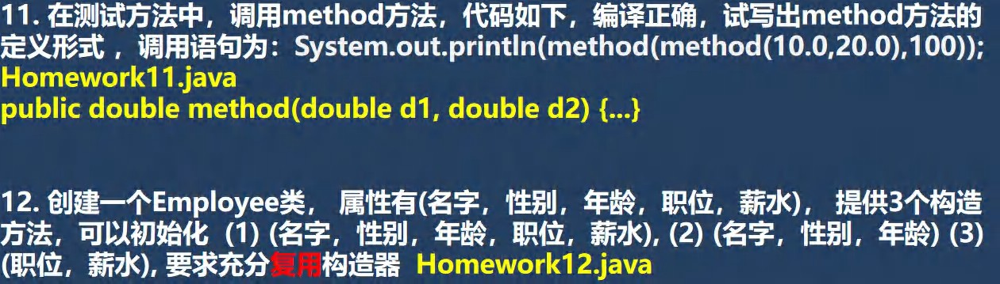 11. 在测试方法中，调用method方法，代码如下，编译正确，试写出method方法的
定义形式 ，调用语句为：System.out.println(method(method(10.0,20.0),100));
Homework11.java
public double method(double d1, double d2) {...}
12. 创建一个Employee类， 属性有(名字，性别，年龄，职位，薪水)， 提供3个构造
方法，可以初始化 (1) (名字，性别，年龄，职位，薪水), (2) (名字，性别，年龄) (3)
(职位，薪水), 要求充分复用构造器 Homework12.java